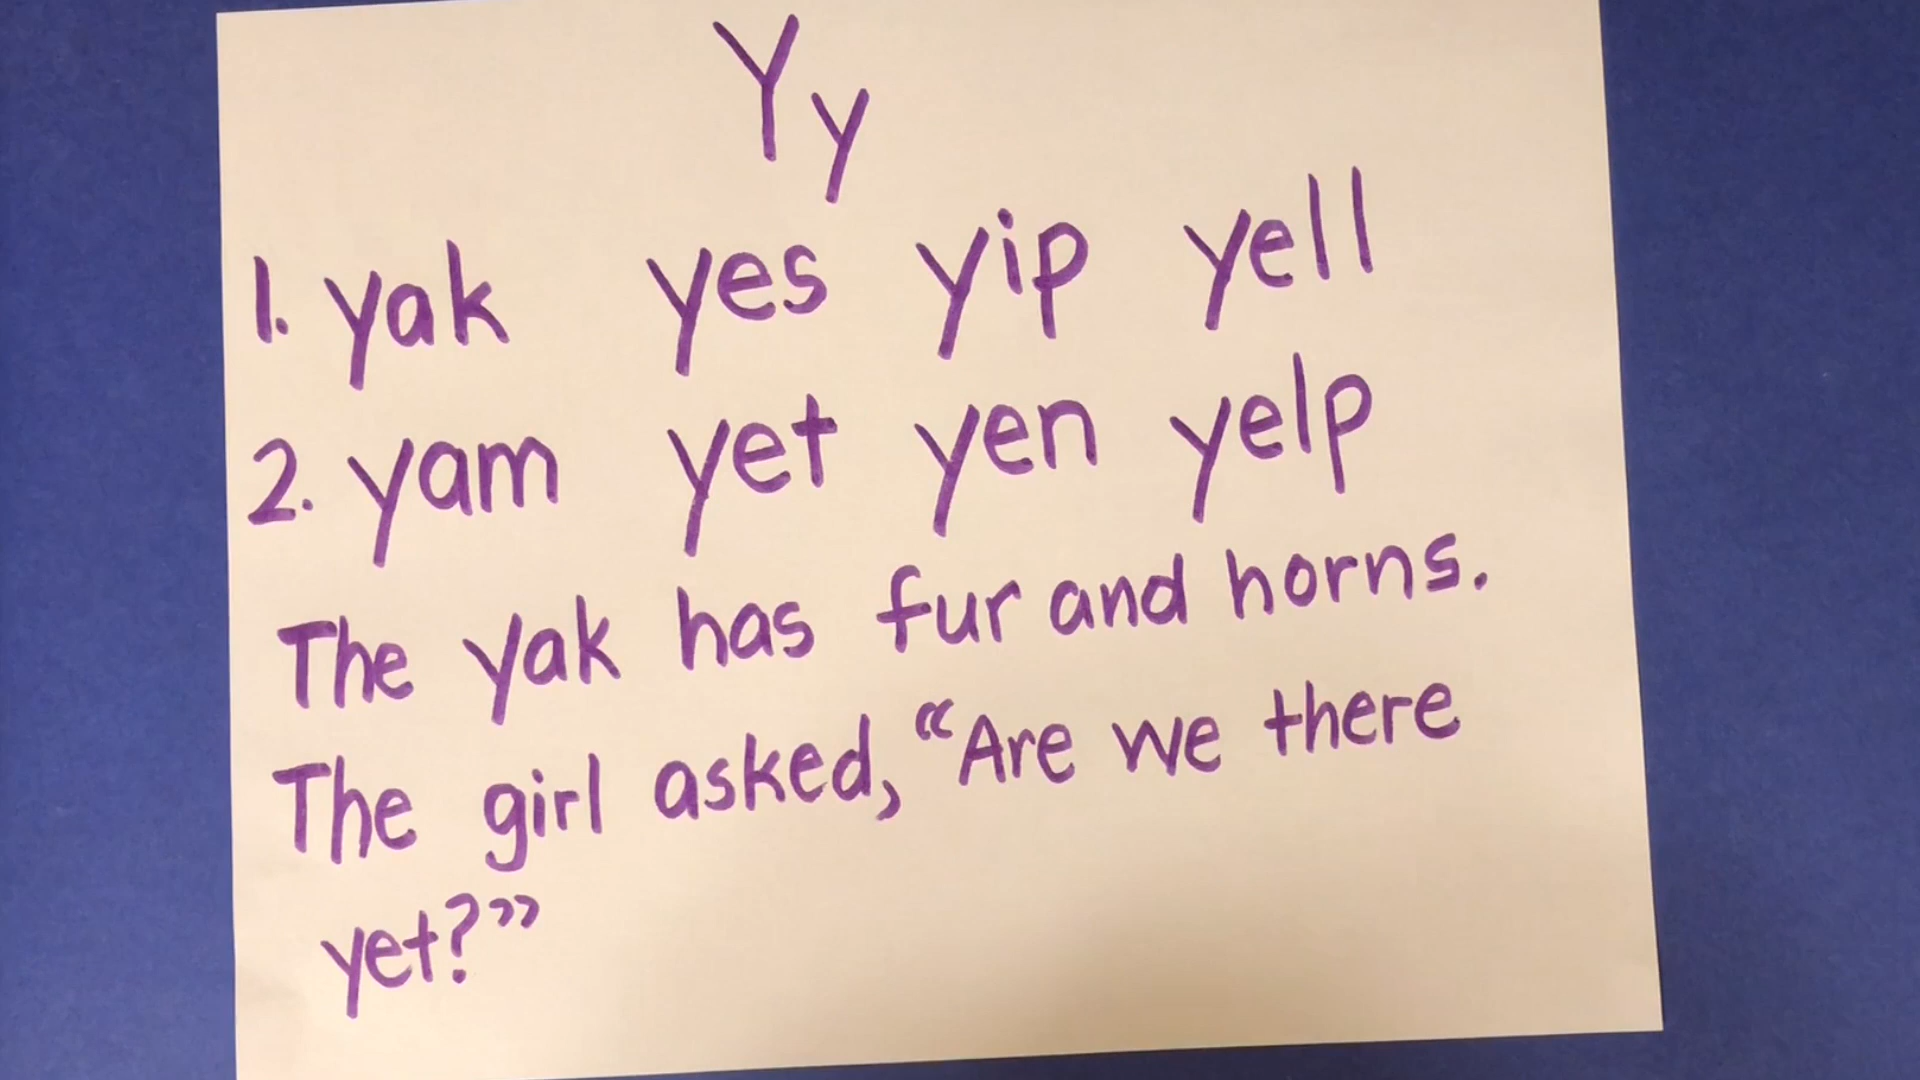 Yy
1. yak yes yip yell
2. yam yet yen yelp
The yak has fur and horns.
The girl asked, “Are we there
yet?”